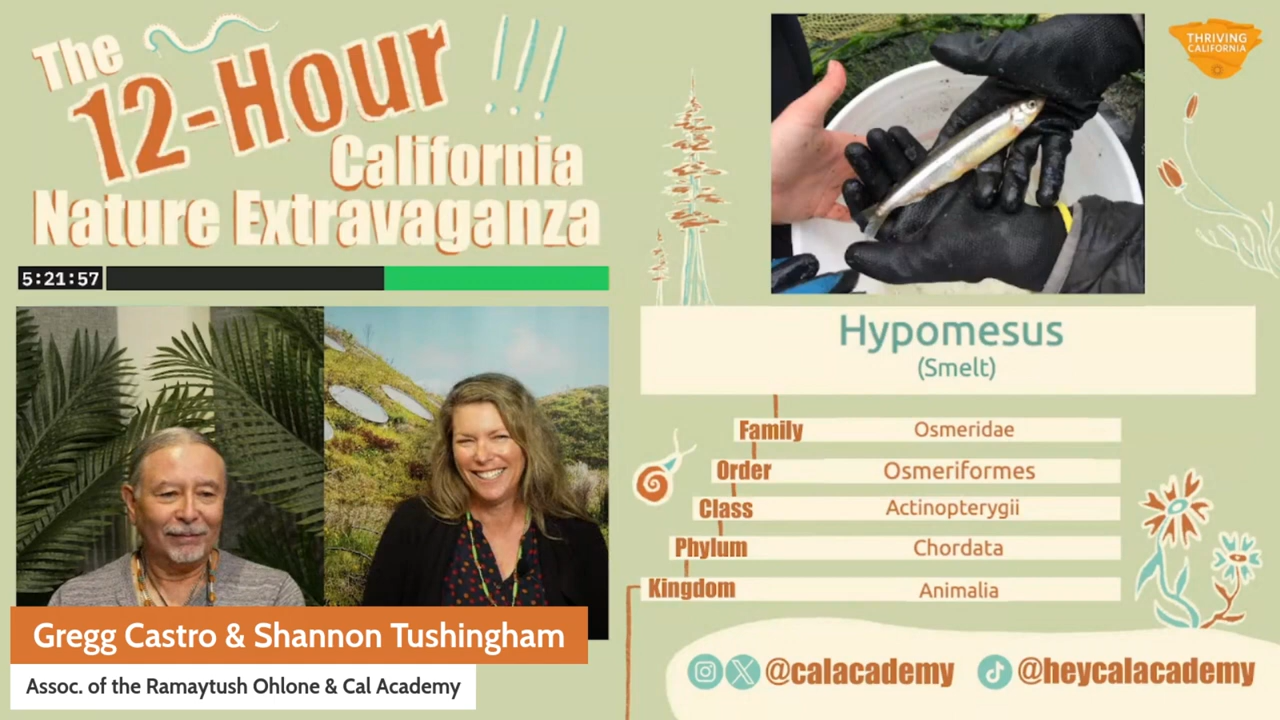 The
12-Hour !!!
California
Nature Extravaganza
5:21:57
THRIVING
CALIFORNIA
Hypomesus
(Smelt)
Family Osmeridae
Order Osmeriformes
Class Actinopterygii
Phylum Chordata
Kingdom Animalia
Gregg Castro & Shannon Tushingham
Assoc. of the Ramaytush Ohlone & Cal Academy
@calacademy @heycalacademy